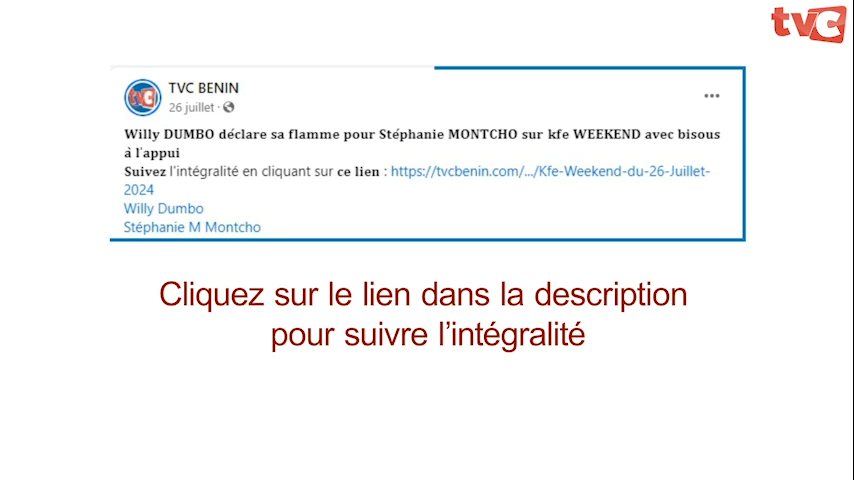 tvc
tvc
TVC BENIN
26 juillet ·
Willy DUMBO déclare sa flamme pour Stéphanie MONTCHO sur kfe WEEKEND avec bisous
à l'appui
Suivez l'intégralité en cliquant sur ce lien : https://tvcbenin.com/.../Kfe-Weekend-du-26-Juillet-
2024
Willy Dumbo
Stéphanie M Montcho
Cliquez sur le lien dans la description
pour suivre l’intégralité